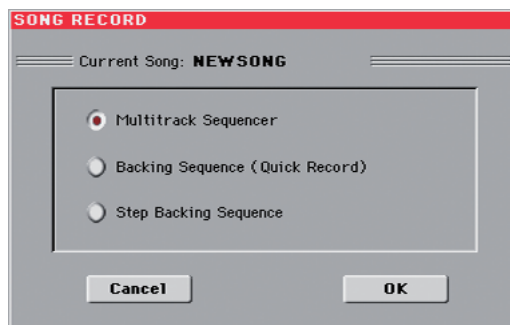 SONG RECORD
Current Song: NEWSONG
Multitrack Sequencer
Backing Sequence (Quick Record)
Step Backing Sequence
Cancel OK